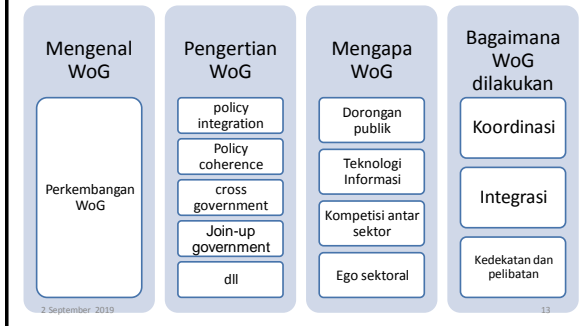 Mengenal
WoG
Perkembangan
WoG
Pengertian
WoG
policy
integration
Policy
coherence
cross
government
Join-up
government
dll
Mengapa
WoG
Dorongan
publik
Teknologi
Informasi
Kompetisi antar
sektor
Ego sektoral
Bagaimana
WoG
dilakukan
Koordinasi
Integrasi
Kedekatan dan
pelibatan
2 September 2019
13